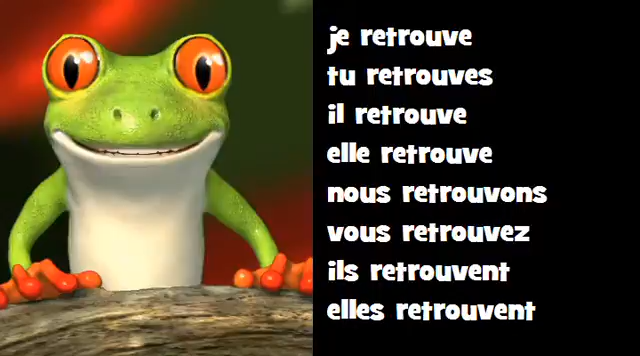 je retrouve
tu retrouves
il retrouve
elle retrouve
nous retrouvons
vous retrouvez
ils retrouvent
elles retrouvent